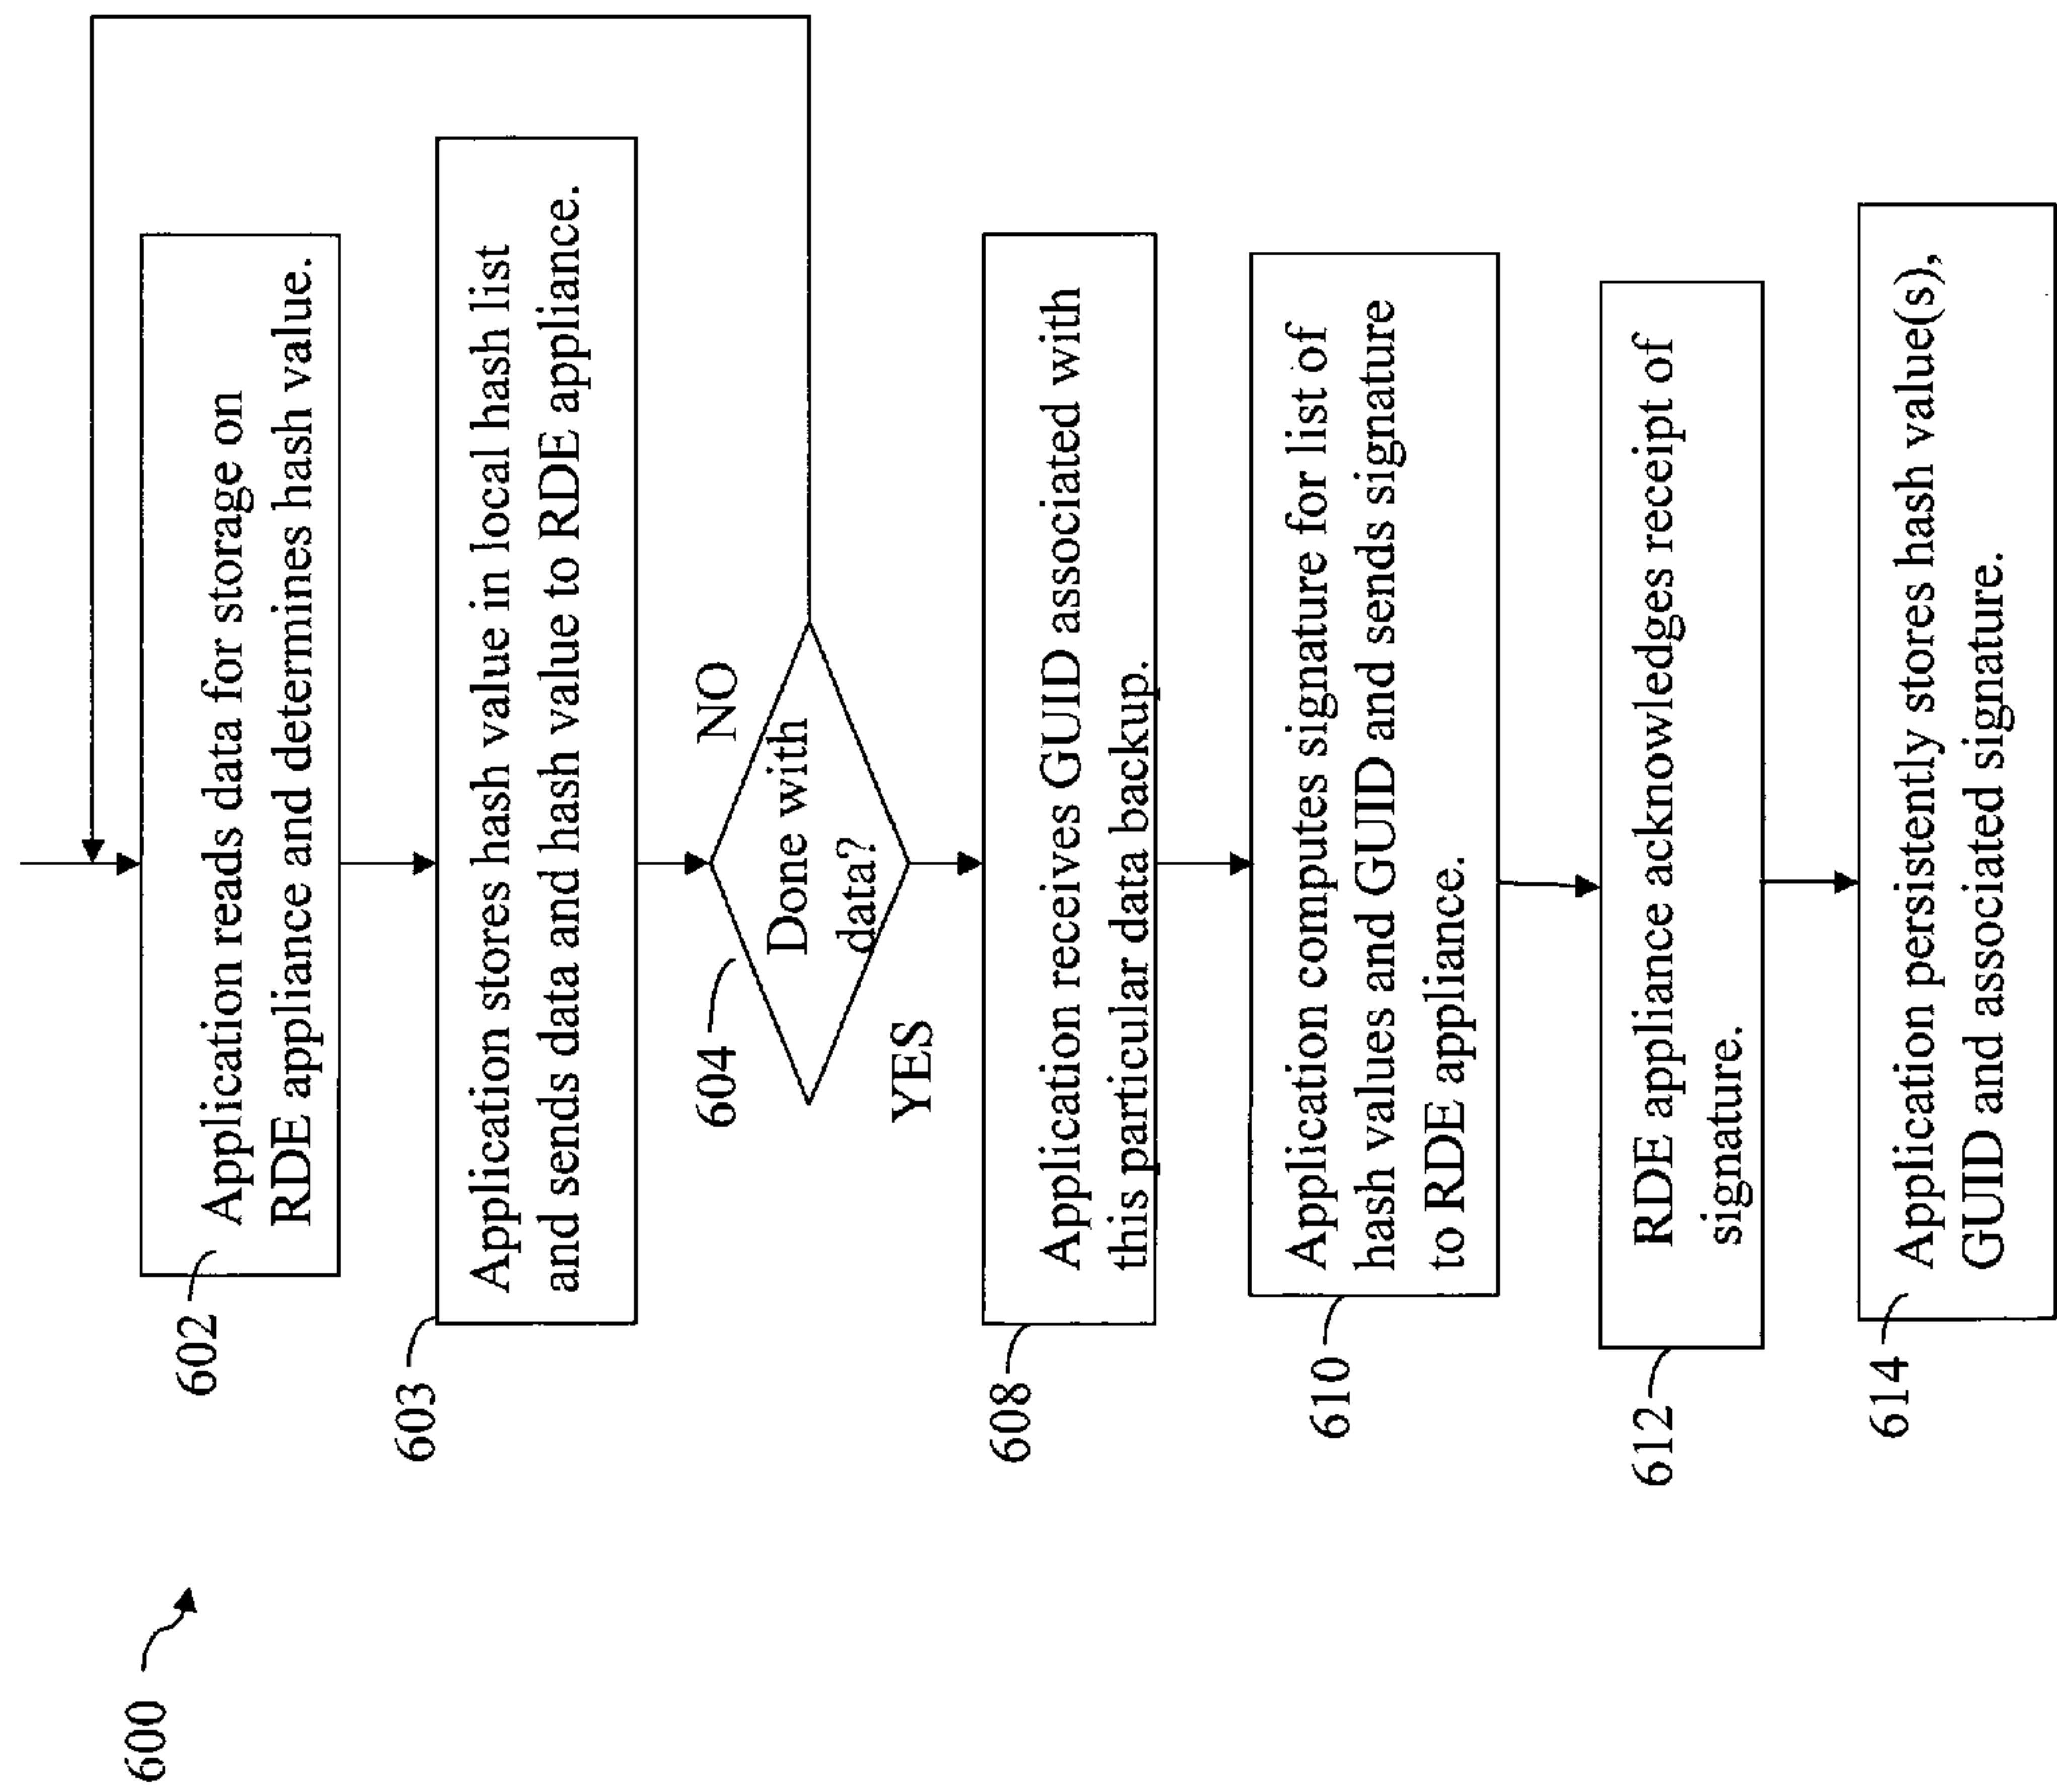 600
602
Application reads data for storage on
RDE appliance and determines hash value.
603
Application stores hash value in local hash list
and sends data and hash value to RDE appliance.
604
NO
Done with
data?
YES
608
Application receives GUID associated with
this particular data backup.
610
Application computes signature for list of
hash values and GUID and sends signature
to RDE appliance.
612
RDE appliance acknowledges receipt of
signature.
614
Application persistently stores hash value(s),
GUID and associated signature.